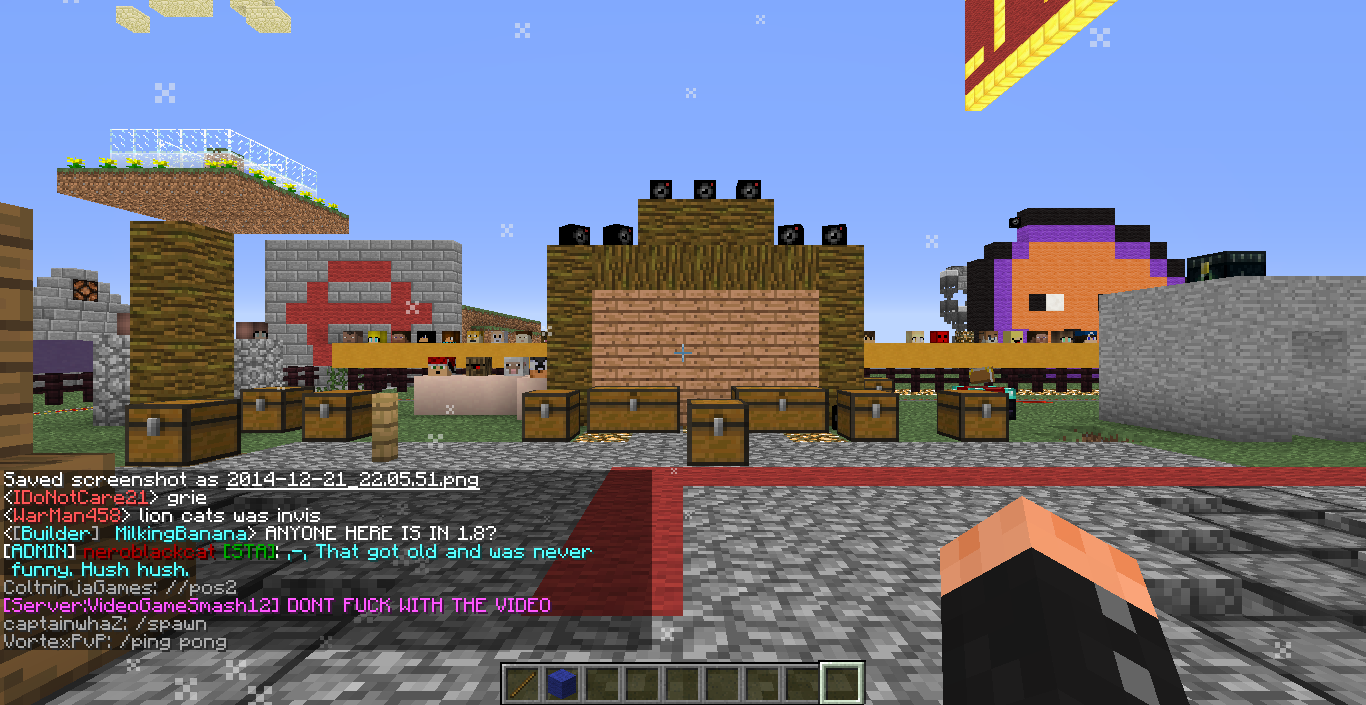 Saved screenshot as 2014-12-21_22.05.51.png
<IDoNotCare21> grie
<WarMan458> lion cats was invis
<[Builder] MilkingBanana> ANYONE HERE IS IN 1.8?
[ADMIN] neroblackcat [STA]: ,-, That got old and was never
funny. Hush hush.
ColtninjaGames: //pos2
[Server:VideoGameSmash12] DONT FUCK WITH THE VIDEO
captainwhaZ: /spawn
VortexPvP: /ping pong